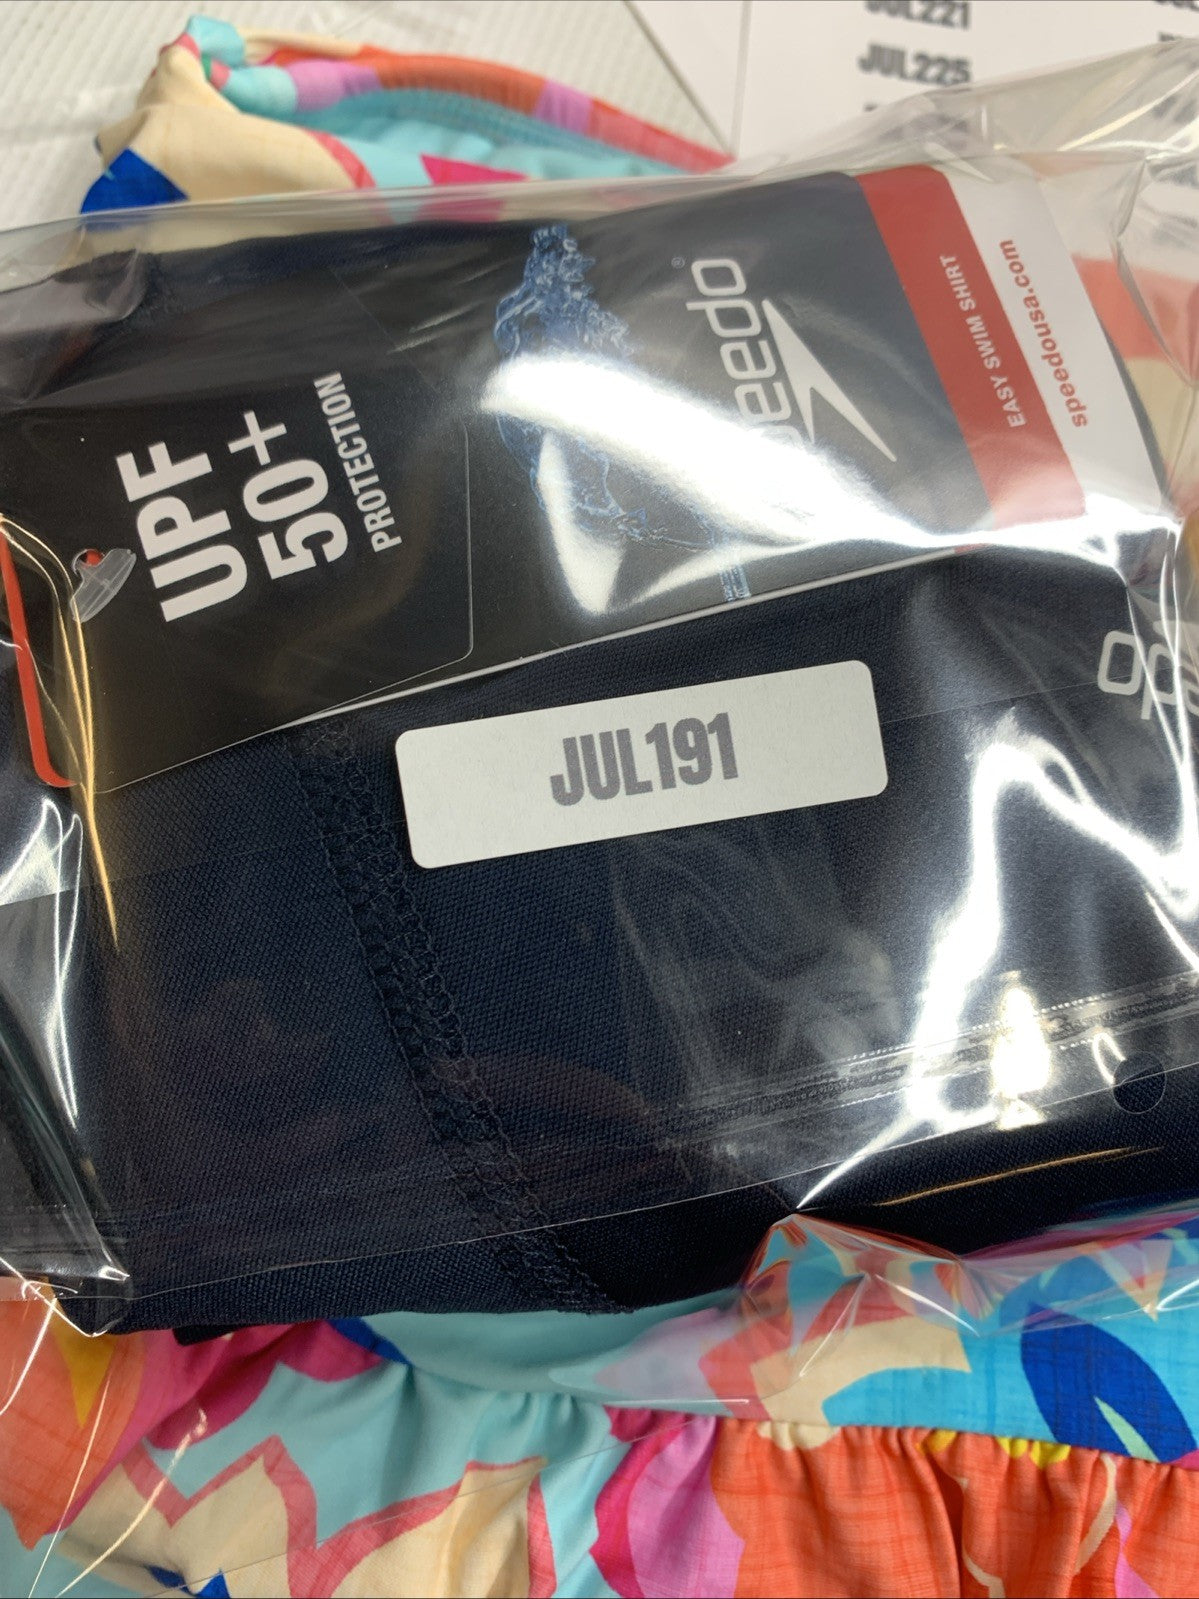 JUL221
JUL225
speedo®
EASY SWIM SHIRT
speedousa.com
UPF
50+
PROTECTION
JUL191